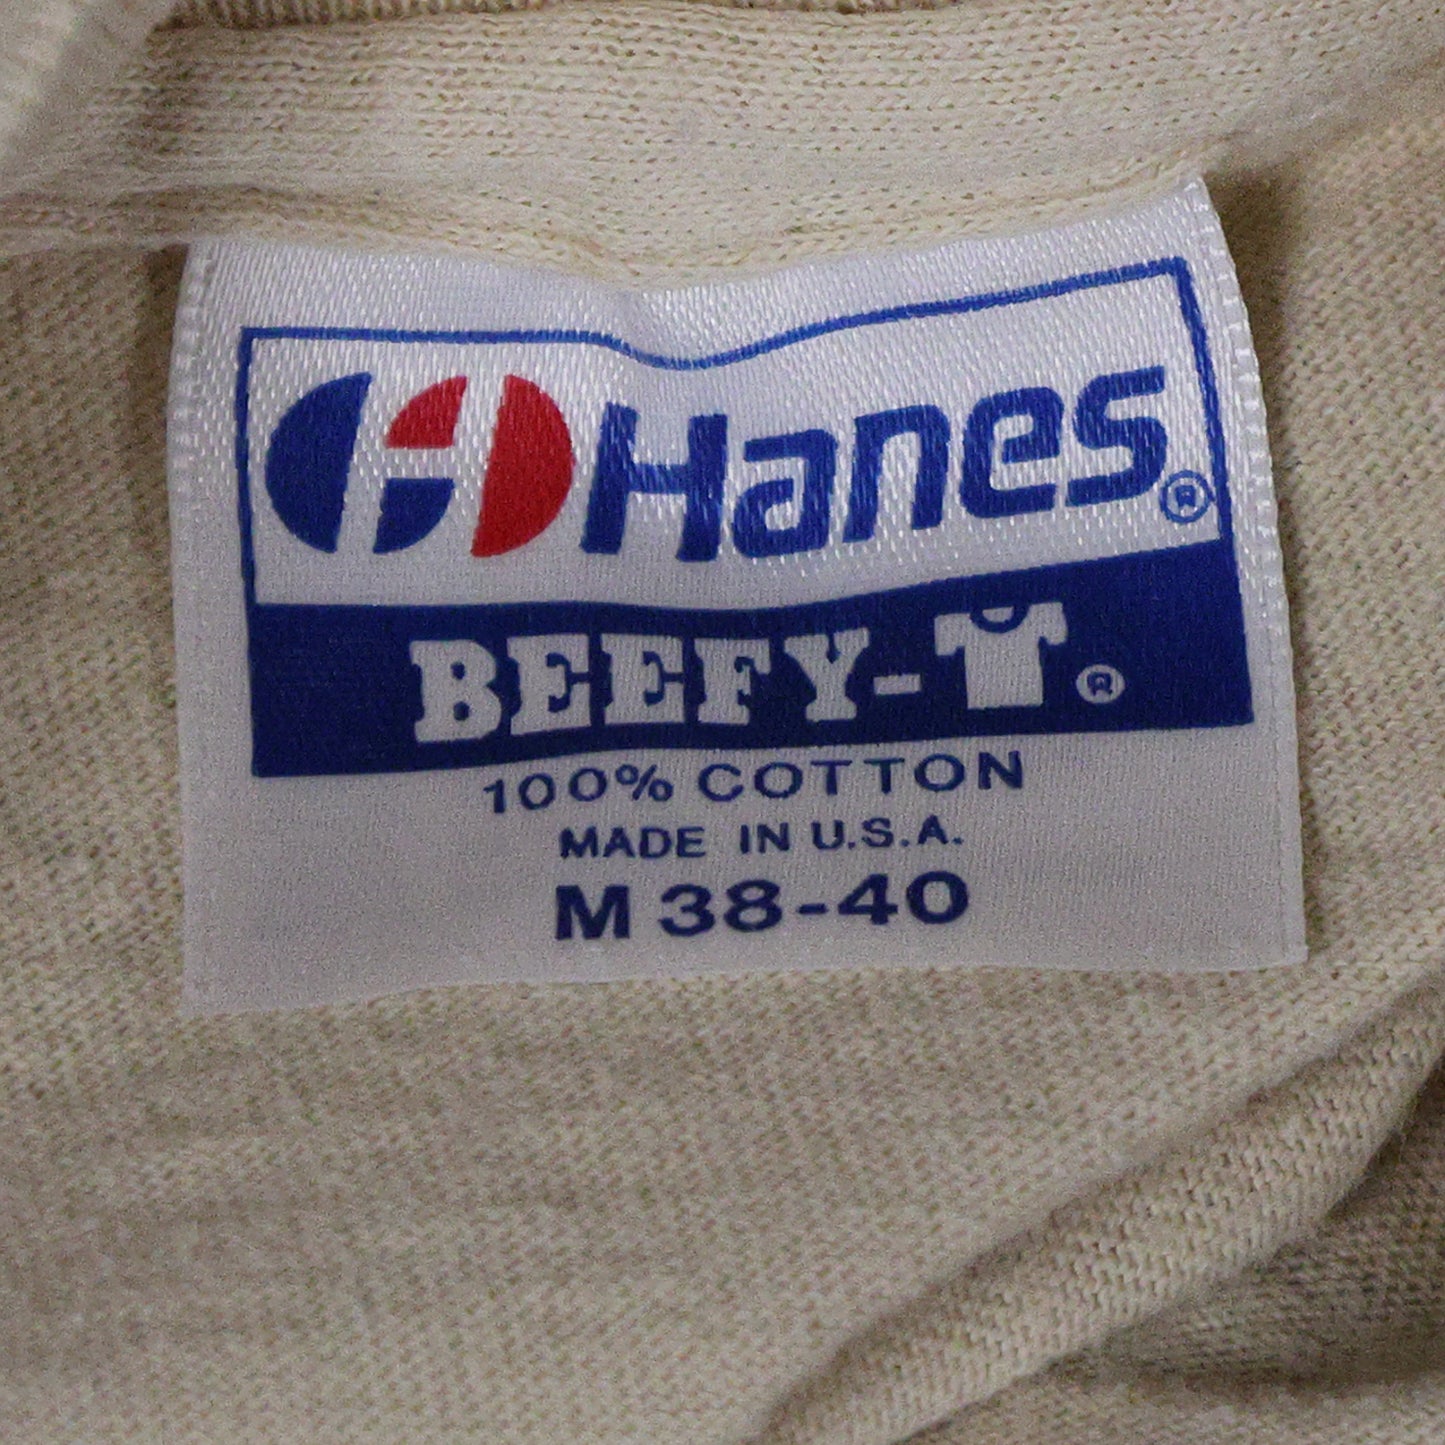 Hanes®
BEEFY-T®
100% COTTON
MADE IN U.S.A.
M 38-40